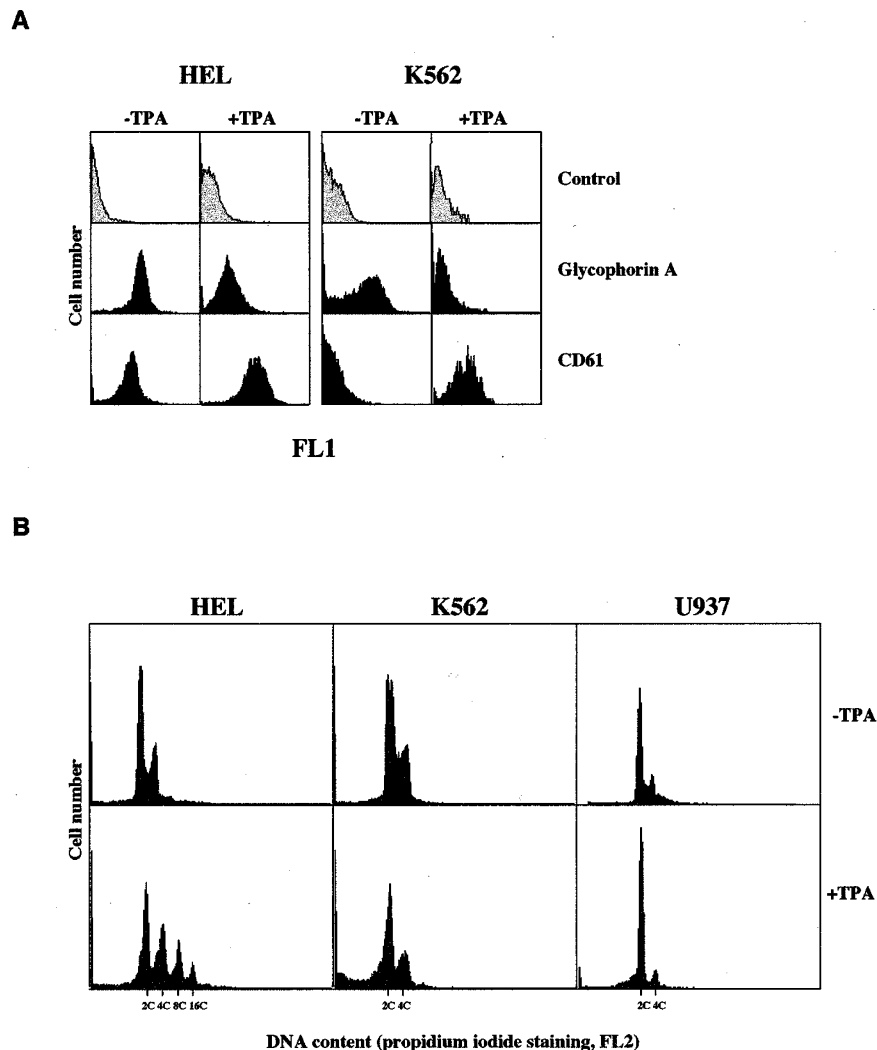 A
HEL K562
-TPA +TPA -TPA +TPA
Control
Glycophorin A
CD61
Cell number
FL1
B
HEL K562 U937
-TPA
+TPA
Cell number
2C 4C 8C 16C 2C 4C 2C 4C
DNA content (propidium iodide staining, FL2)